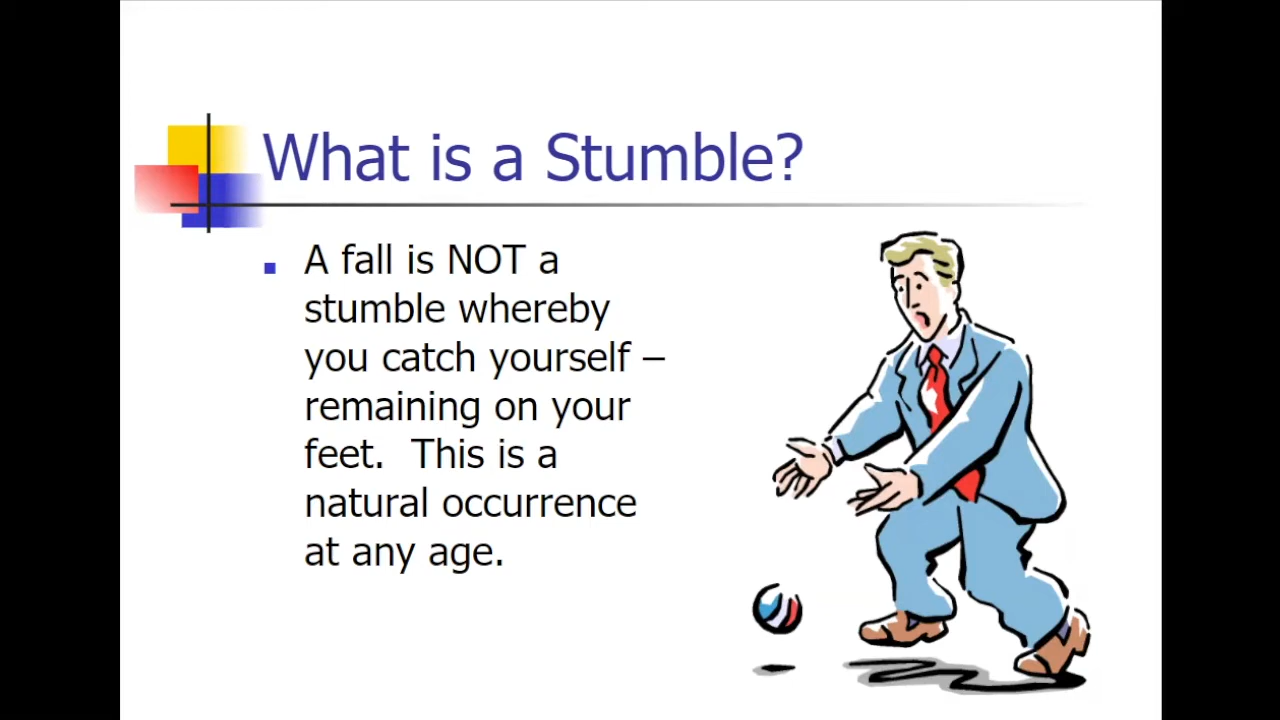 What is a Stumble?
A fall is NOT a
stumble whereby
you catch yourself –
remaining on your
feet.  This is a
natural occurrence
at any age.